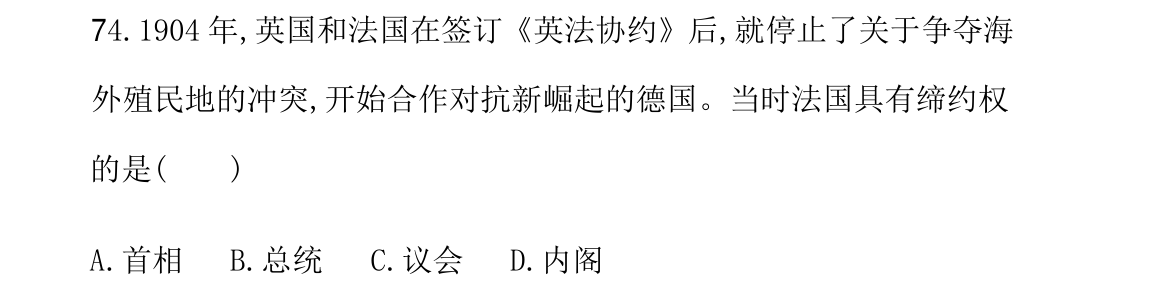 74.1904 年,英国和法国在签订《英法协约》后,就停止了关于争夺海
外殖民地的冲突,开始合作对抗新崛起的德国。当时法国具有缔约权
的是(　　)
A.首相　B.总统　C.议会　D.内阁